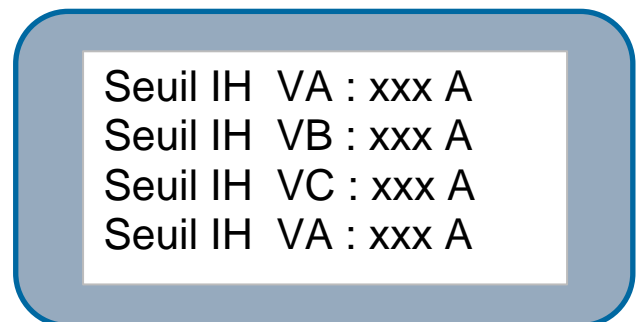 Seuil IH VA : xxx A
Seuil IH VB : xxx A
Seuil IH VC : xxx A
Seuil IH VA : xxx A